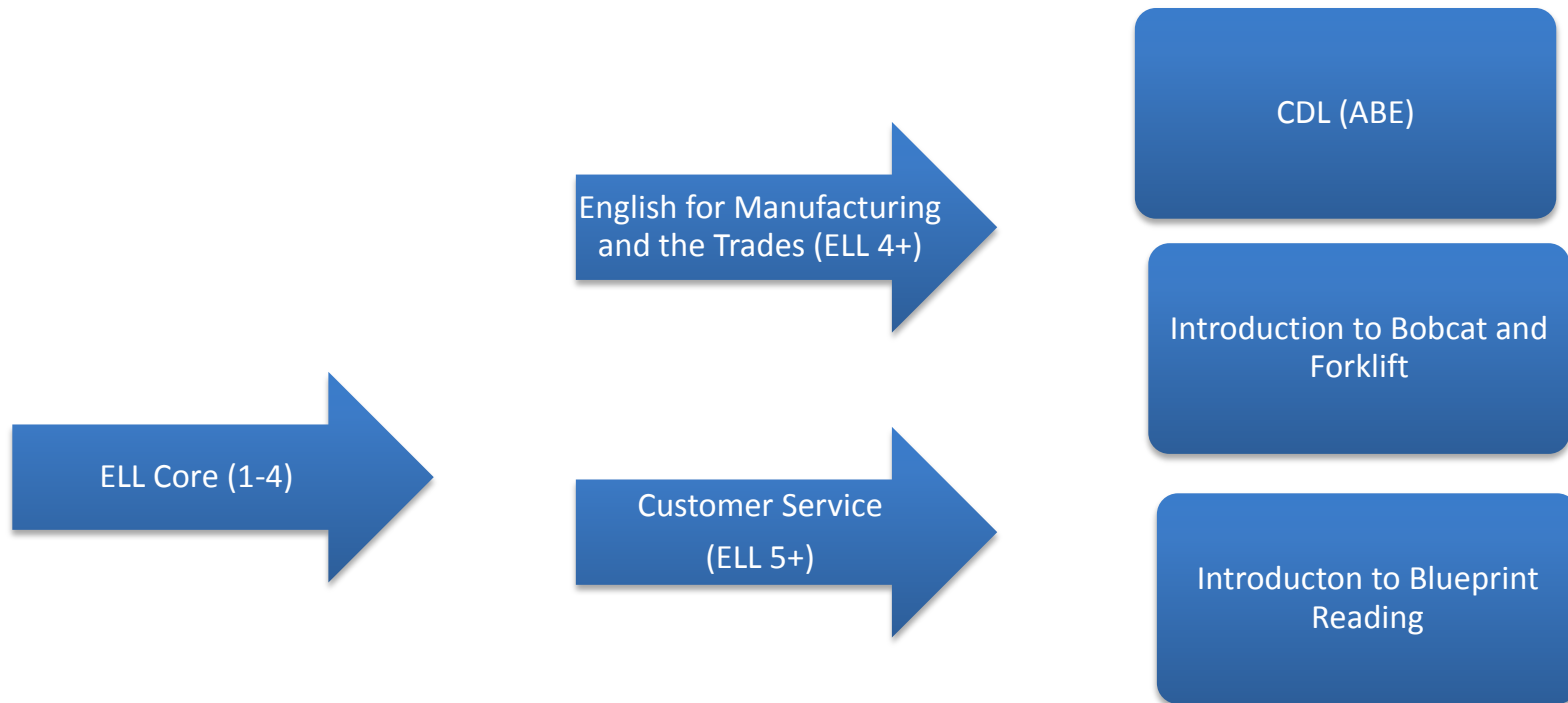 ELL Core (1-4)
English for Manufacturing
and the Trades (ELL 4+)
Customer Service
(ELL 5+)
CDL (ABE)
Introduction to Bobcat and
Forklift
Introducton to Blueprint
Reading